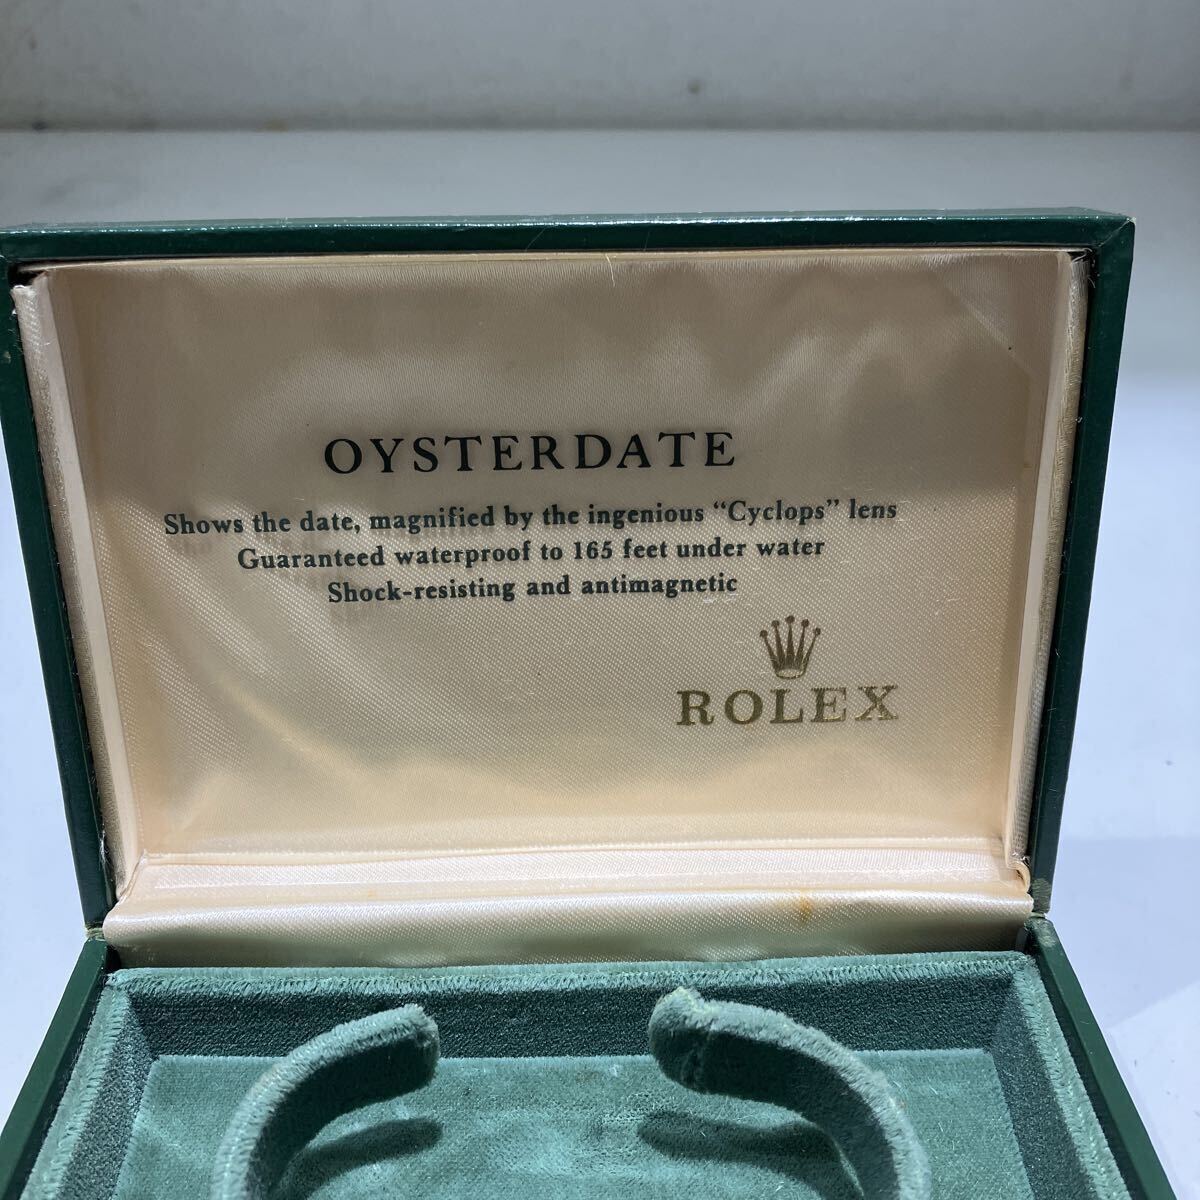 OYSTERDATE
Shows the date, magnified by the ingenious “Cyclops” lens
Guaranteed waterproof to 165 feet under water
Shock-resisting and antimagnetic
ROLEX